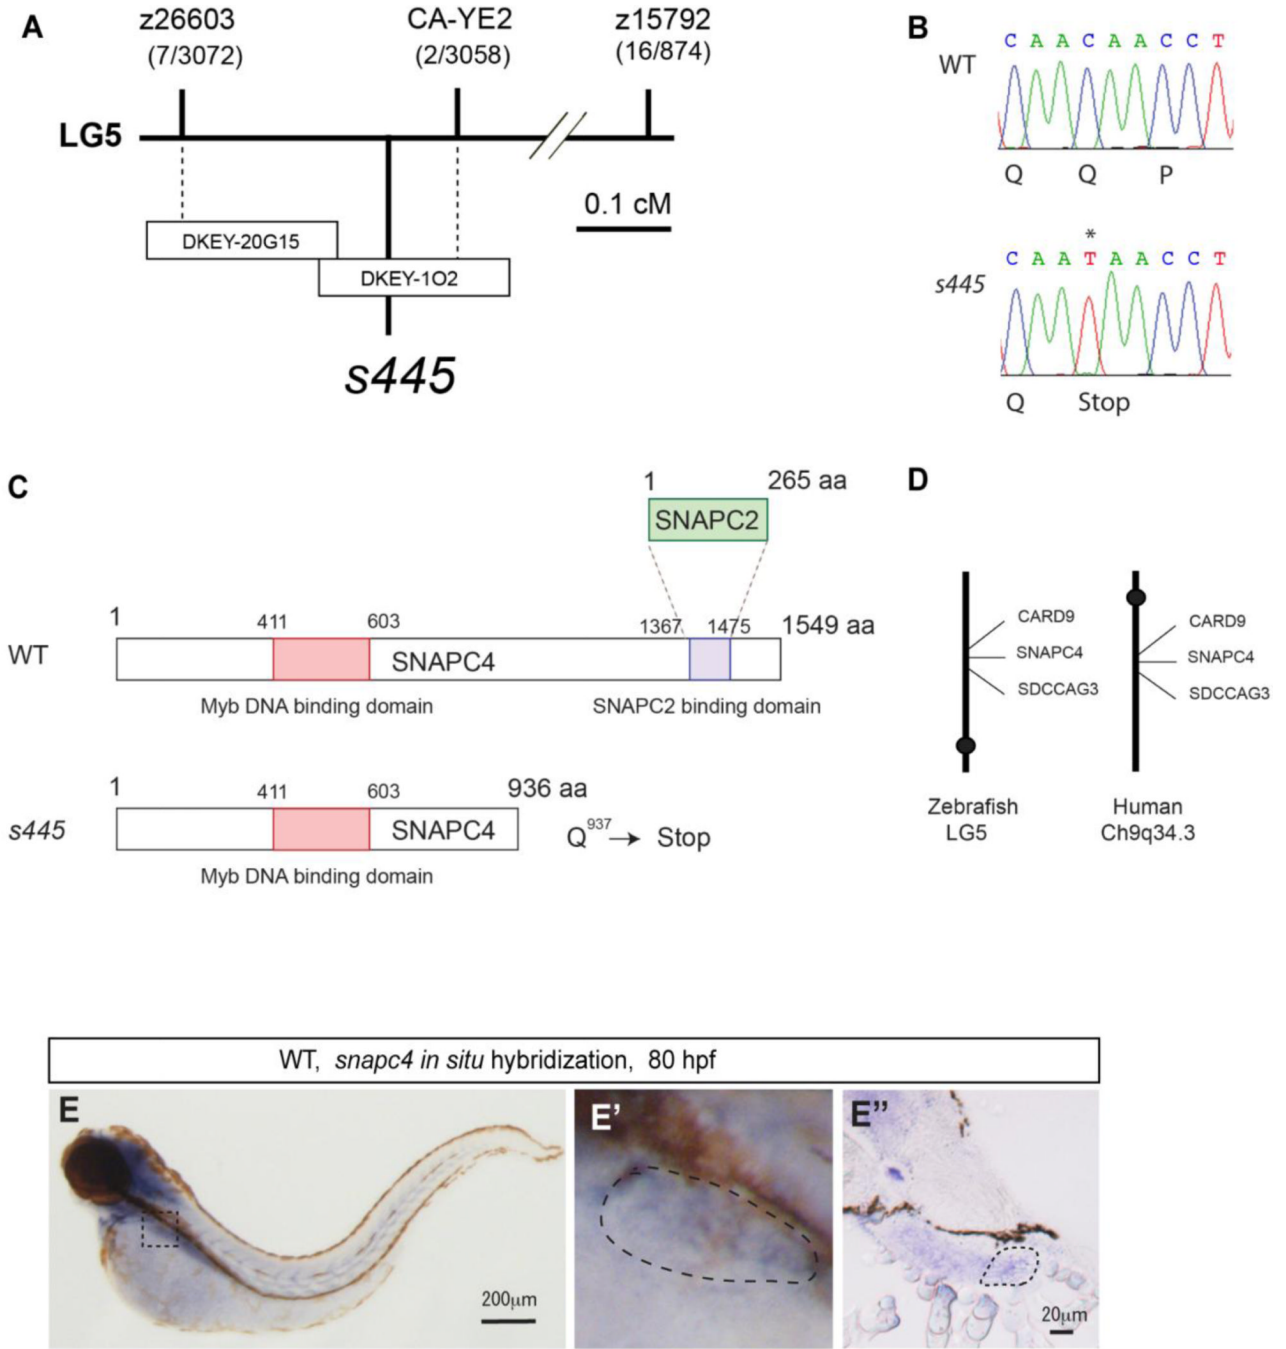 A
z26603 CA-YE2 z15792
(7/3072) (2/3058) (16/874)
LG5
0.1 cM
DKEY-20G15
DKEY-1O2
s445
B
C A A C A A C C T
WT
Q Q P
*
C A A T A A C C T
s445
Q Stop
C
1 265 aa
SNAPC2
1 411 603 1367 1475 1549 aa
WT SNAPC4
Myb DNA binding domain SNAPC2 binding domain
1 411 603 936 aa
s445 SNAPC4 Q937 → Stop
Myb DNA binding domain
D
CARD9 CARD9
SNAPC4 SNAPC4
SDCCAG3 SDCCAG3
Zebrafish Human
LG5 Ch9q34.3
WT, snapc4 in situ hybridization, 80 hpf
E E’ E”
200μm 20μm